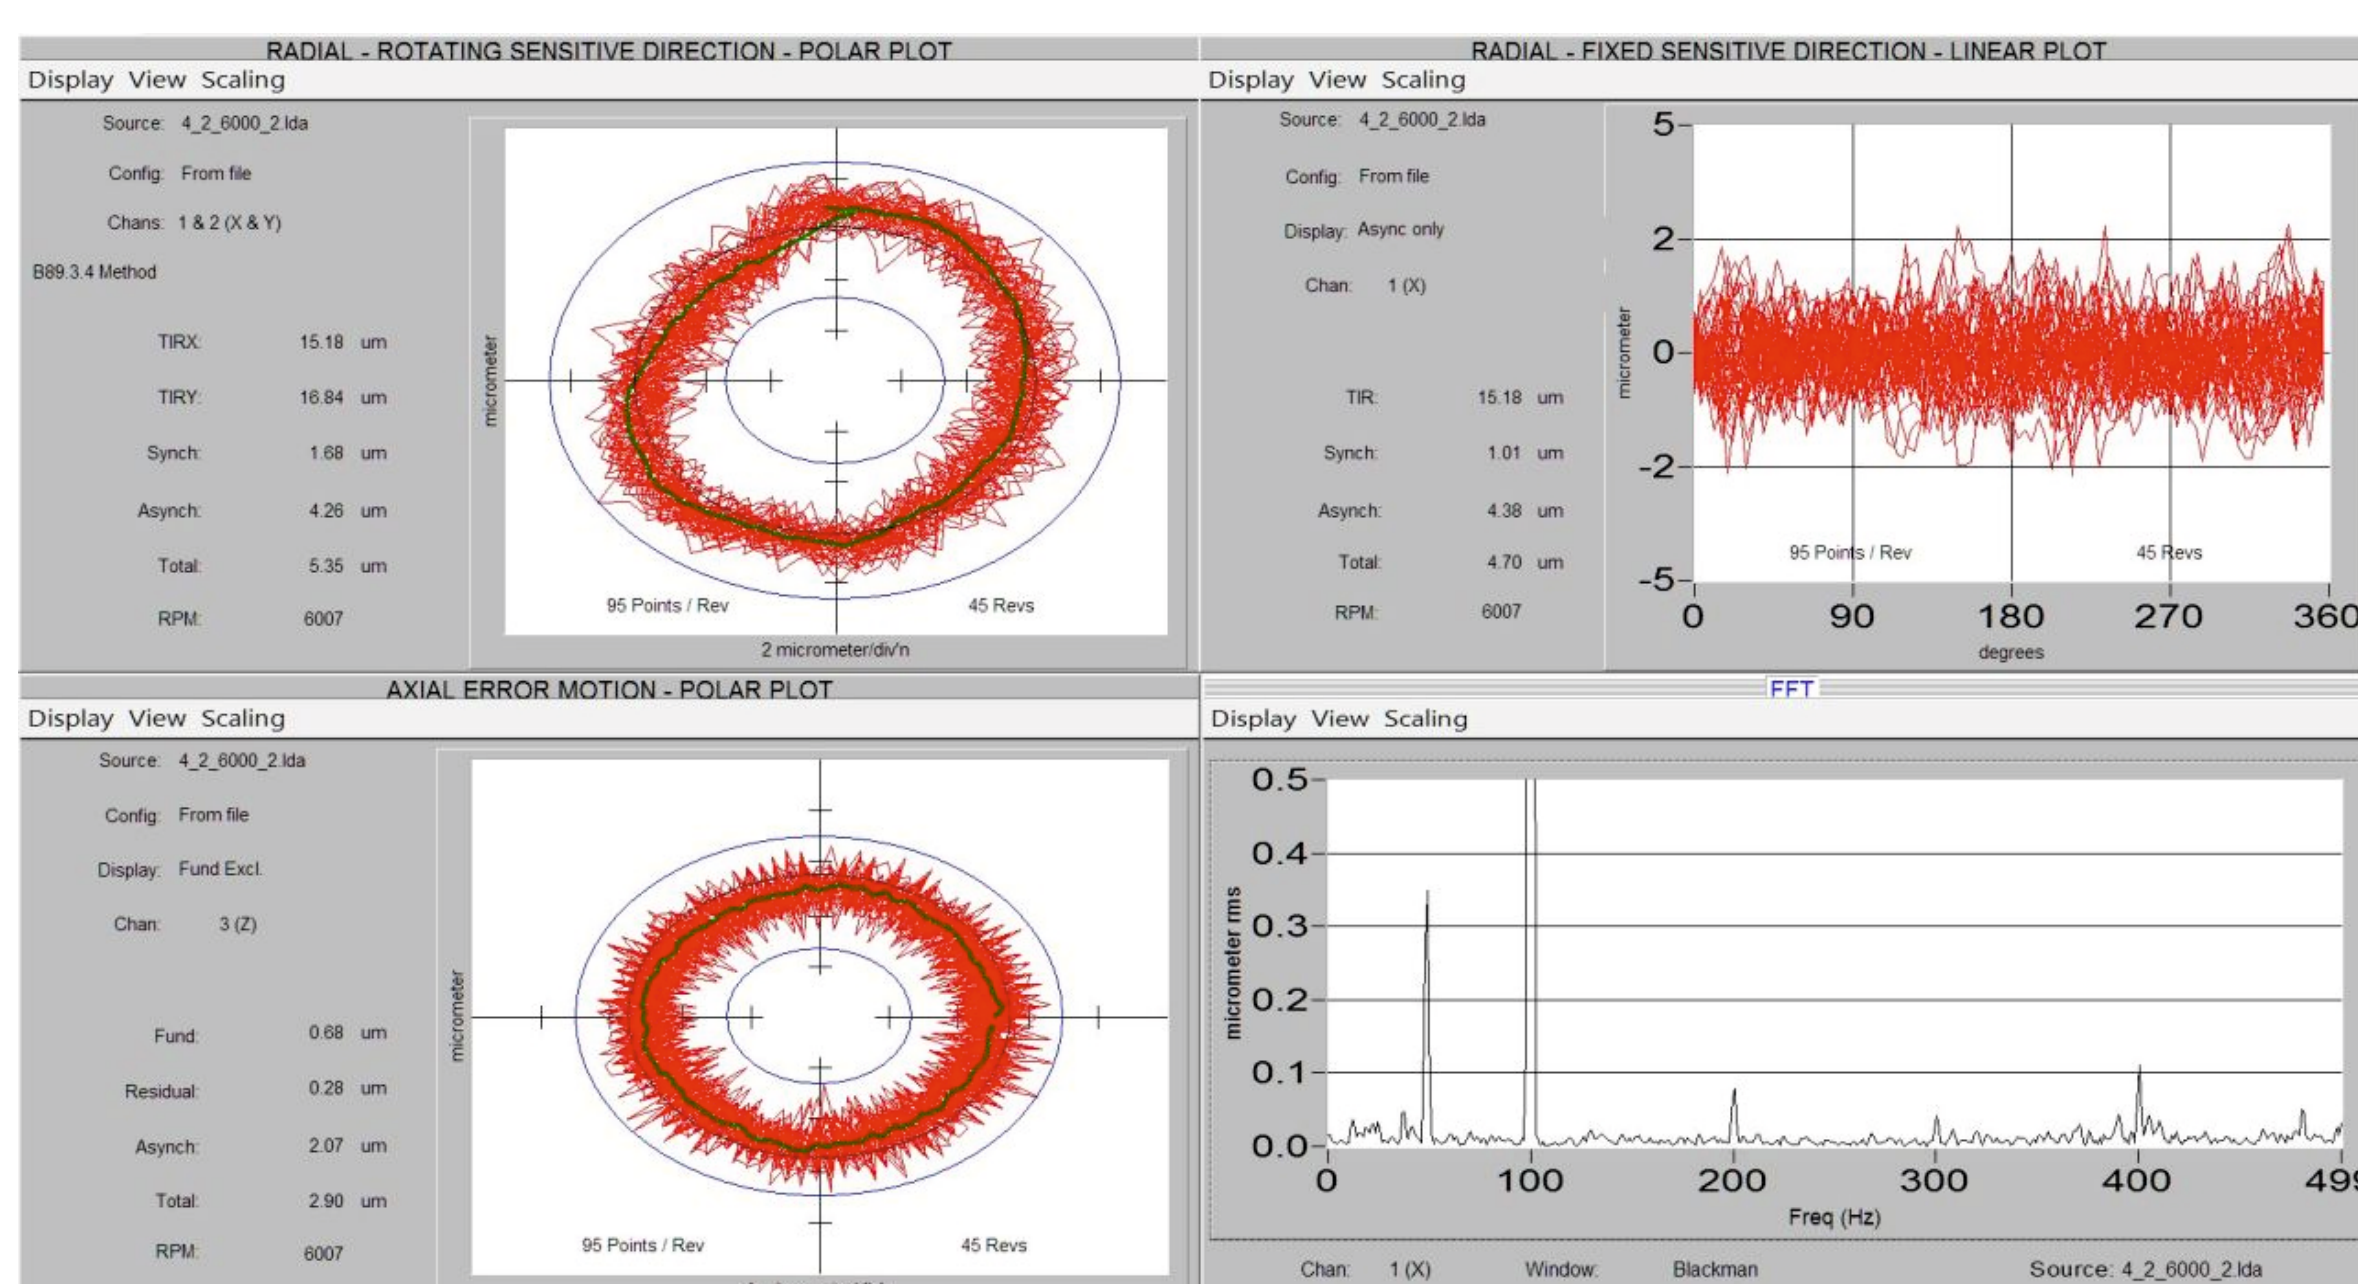 RADIAL - ROTATING SENSITIVE DIRECTION - POLAR PLOT
Display View Scaling
Source: 4_2_6000_2.lda
Config: From file
Chans: 1 & 2 (X & Y)
B89.3.4 Method
TIRX: 15.18 um
TIRY: 16.84 um
Synch: 1.68 um
Asynch: 4.26 um
Total: 5.35 um
RPM: 6007
micrometer
95 Points / Rev 45 Revs
2 micrometer/div'n
RADIAL - FIXED SENSITIVE DIRECTION - LINEAR PLOT
Display View Scaling
Source: 4_2_6000_2.lda
Config: From file
Display: Async only
Chan: 1 (X)
TIR: 15.18 um
Synch: 1.01 um
Asynch: 4.38 um
Total: 4.70 um
RPM: 6007
micrometer
5
2
0
-2
-5
95 Points / Rev 45 Revs
0 90 180 270 360
degrees
AXIAL ERROR MOTION - POLAR PLOT
Display View Scaling
Source: 4_2_6000_2.lda
Config: From file
Display: Fund Excl.
Chan: 3 (Z)
Fund: 0.68 um
Residual: 0.28 um
Asynch: 2.07 um
Total: 2.90 um
RPM: 6007
micrometer
95 Points / Rev 45 Revs
FFT
Display View Scaling
micrometer rms
0.5
0.4
0.3
0.2
0.1
0.0
0 100 200 300 400 499
Freq (Hz)
Chan: 1 (X) Window: Blackman Source: 4_2_6000_2.lda